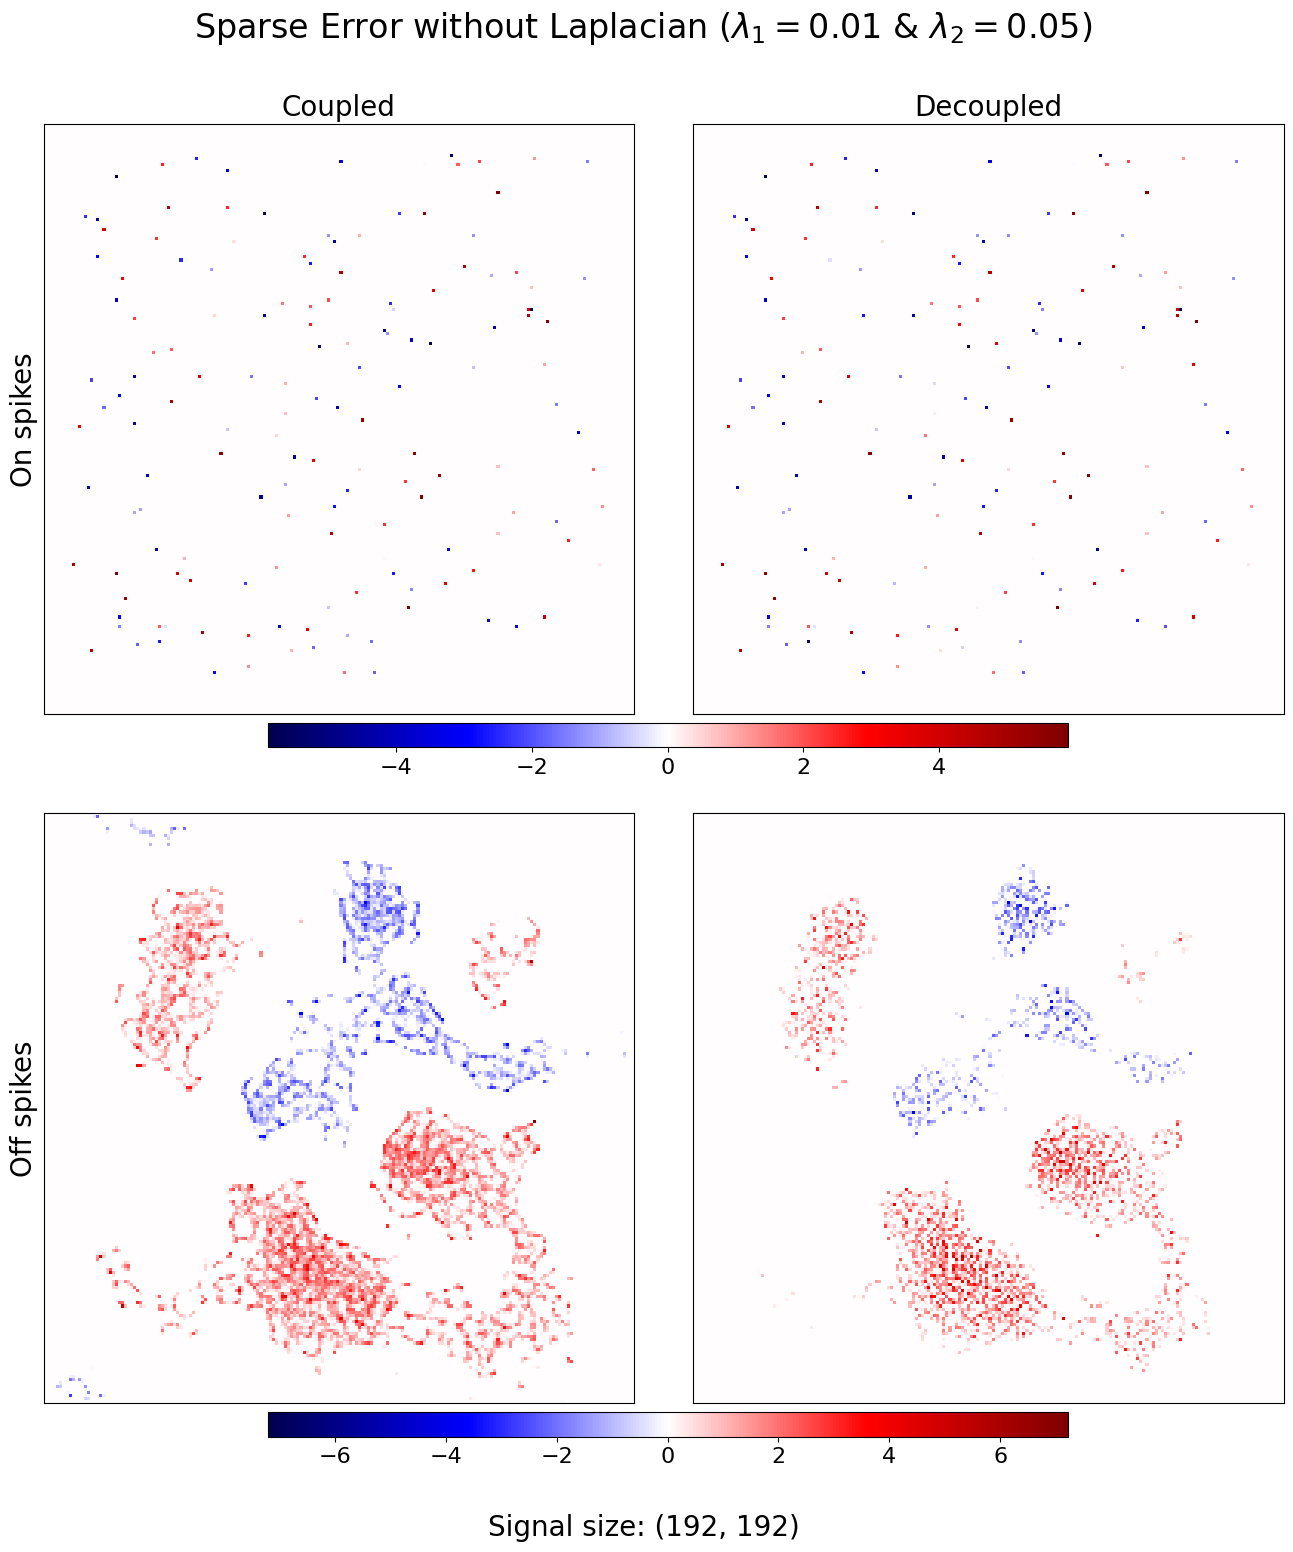 Sparse Error without Laplacian (λ₁ = 0.01 & λ₂ = 0.05)
Coupled
Decoupled
On spikes
−4 −2 0 2 4
Off spikes
−6 −4 −2 0 2 4 6
Signal size: (192, 192)